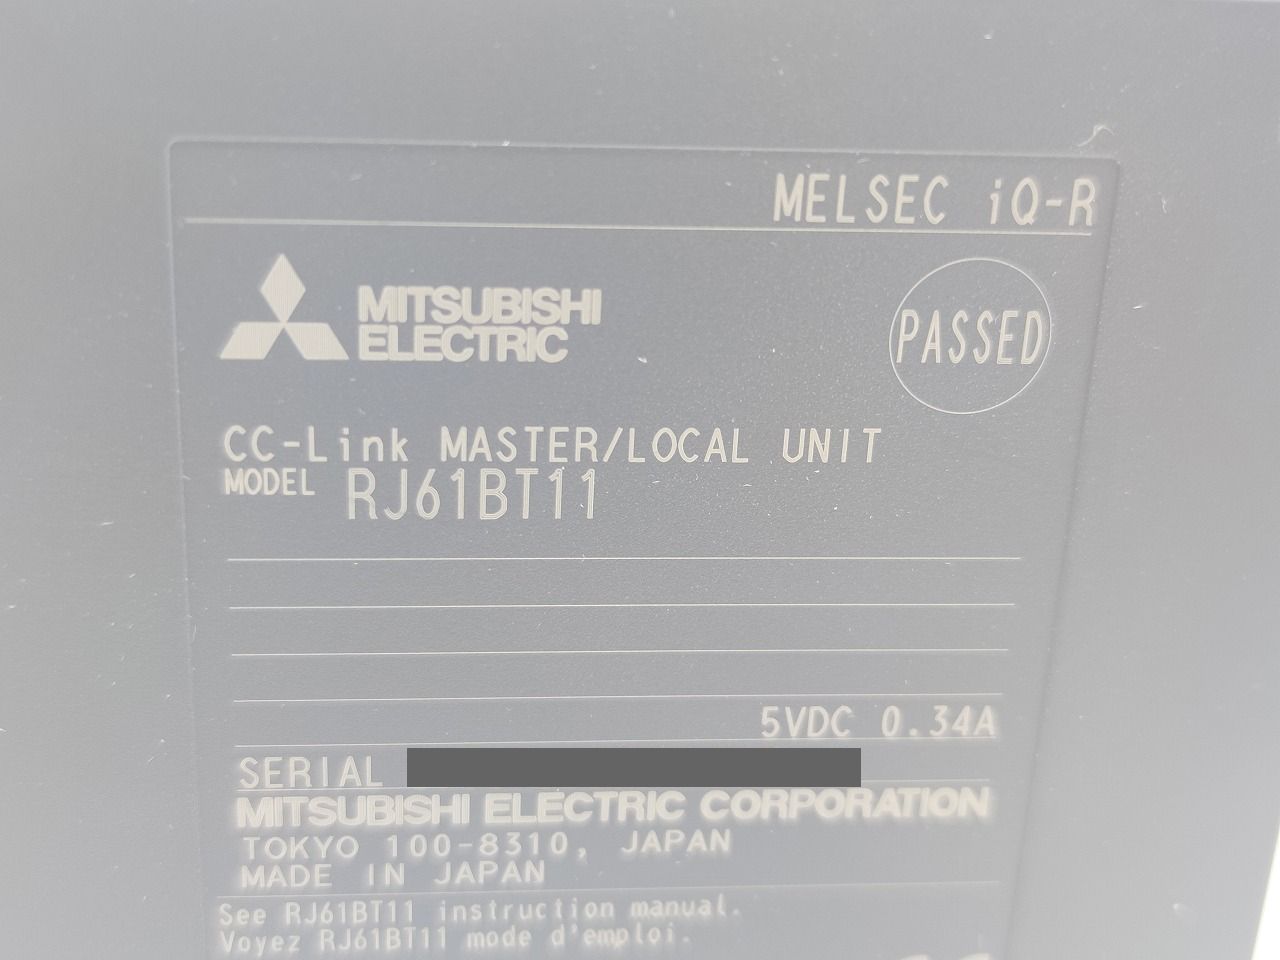 MELSEC iQ-R
MITSUBISHI
ELECTRIC
PASSED
CC-Link MASTER/LOCAL UNIT
MODEL RJ61BT11
5VDC 0.34A
SERIAL
MITSUBISHI ELECTRIC CORPORATION
TOKYO 100-8310, JAPAN
MADE IN JAPAN
See RJ61BT11 instruction manual.
Voyez RJ61BT11 mode d'emploi.